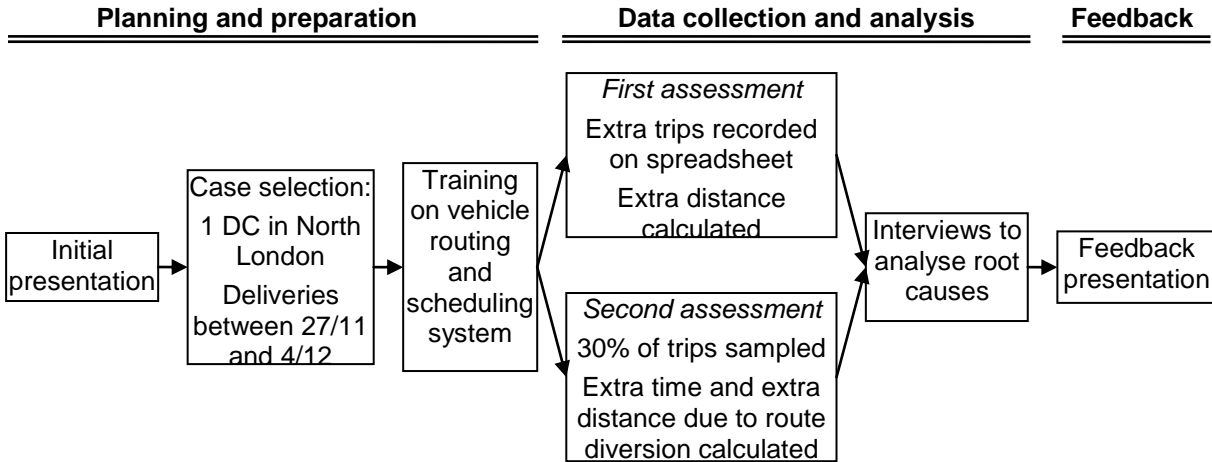 Planning and preparation
Data collection and analysis
Feedback
Initial
presentation
Case selection:
1 DC in North
London
Deliveries
between 27/11
and 4/12
Training
on vehicle
routing
and
scheduling
system
First assessment
Extra trips recorded
on spreadsheet
Extra distance
calculated
Second assessment
30% of trips sampled
Extra time and extra
distance due to route
diversion calculated
Interviews to
analyse root
causes
Feedback
presentation